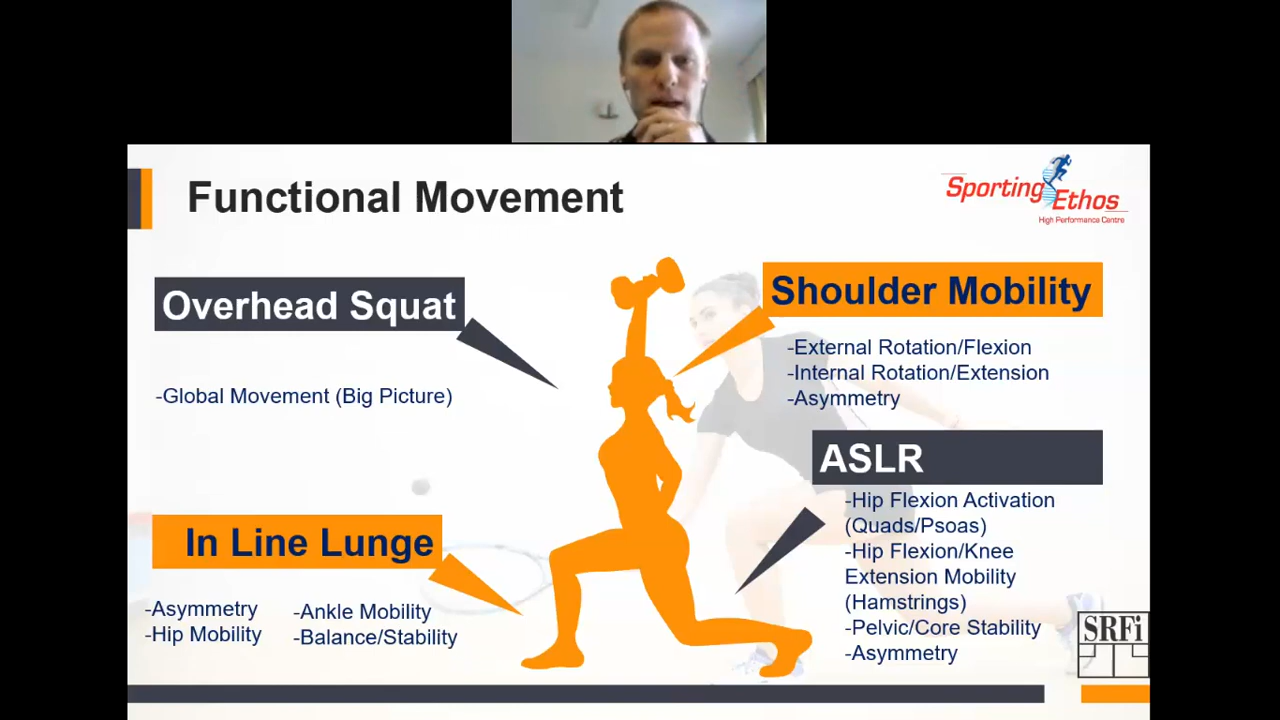 Functional Movement
Sporting Ethos
High Performance Centre
Overhead Squat
-Global Movement (Big Picture)
Shoulder Mobility
-External Rotation/Flexion
-Internal Rotation/Extension
-Asymmetry
ASLR
-Hip Flexion Activation
(Quads/Psoas)
-Hip Flexion/Knee
Extension Mobility
(Hamstrings)
-Pelvic/Core Stability
-Asymmetry
In Line Lunge
-Asymmetry
-Hip Mobility
-Ankle Mobility
-Balance/Stability
SRFi